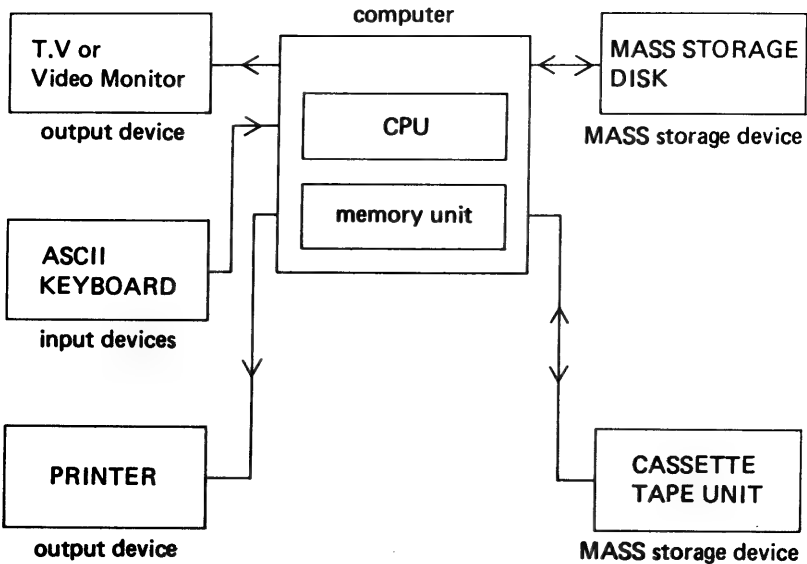 computer
T.V or
Video Monitor
output device
CPU
memory unit
MASS STORAGE
DISK
MASS storage device
ASCII
KEYBOARD
input devices
PRINTER
output device
CASSETTE
TAPE UNIT
MASS storage device